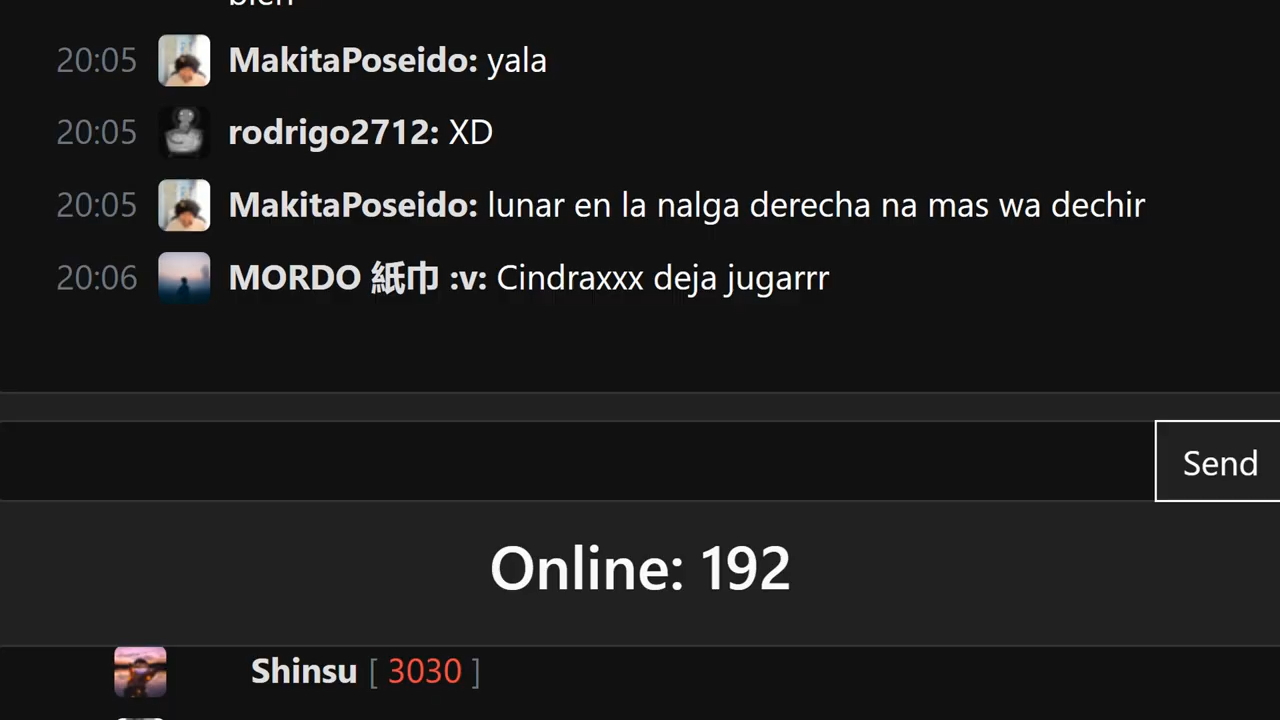 bien
20:05 MakitaPoseido: yala
20:05 rodrigo2712: XD
20:05 MakitaPoseido: lunar en la nalga derecha na mas wa dechir
20:06 MORDO 紙巾 :v: Cindraxxx deja jugarrr
Send
Online: 192
Shinsu [ 3030 ]